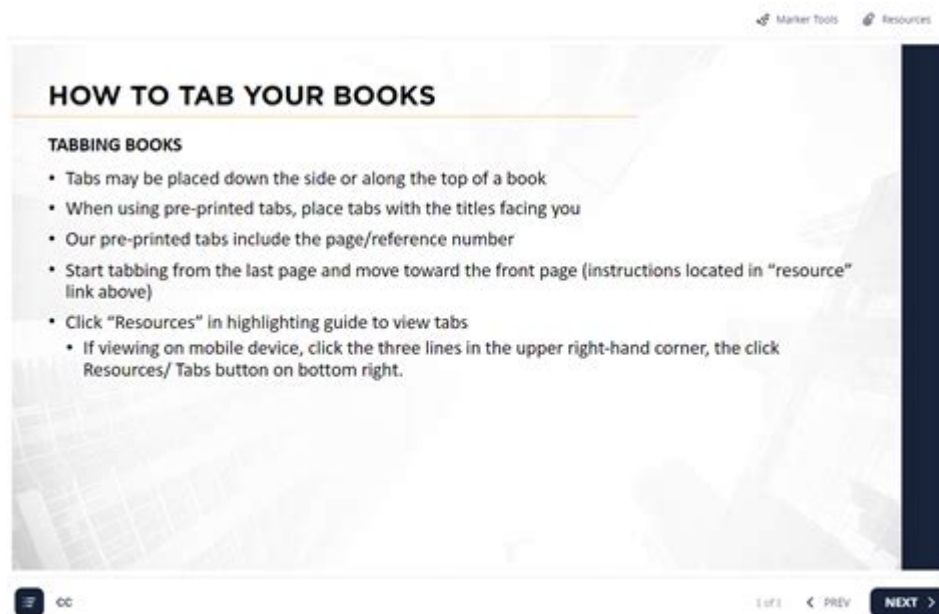 Marker Tools
Resources
HOW TO TAB YOUR BOOKS
TABBING BOOKS
• Tabs may be placed down the side or along the top of a book
• When using pre-printed tabs, place tabs with the titles facing you
• Our pre-printed tabs include the page/reference number
• Start tabbing from the last page and move toward the front page (instructions located in “resource”
link above)
• Click “Resources” in highlighting guide to view tabs
• If viewing on mobile device, click the three lines in the upper right-hand corner, the click
Resources/ Tabs button on bottom right.
CC
1 of 1
PREV
NEXT